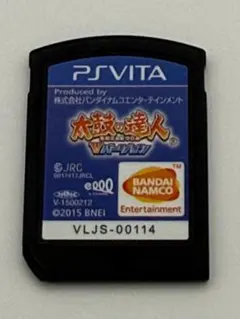 PSVITA
Produced by
株式会社バンダイナムコエンターテインメント
太鼓の達人
Vバージョン
©JRC
V-1500212
©2015 BNEI
BANDAI
NAMCO
Entertainment
VLJS-00114